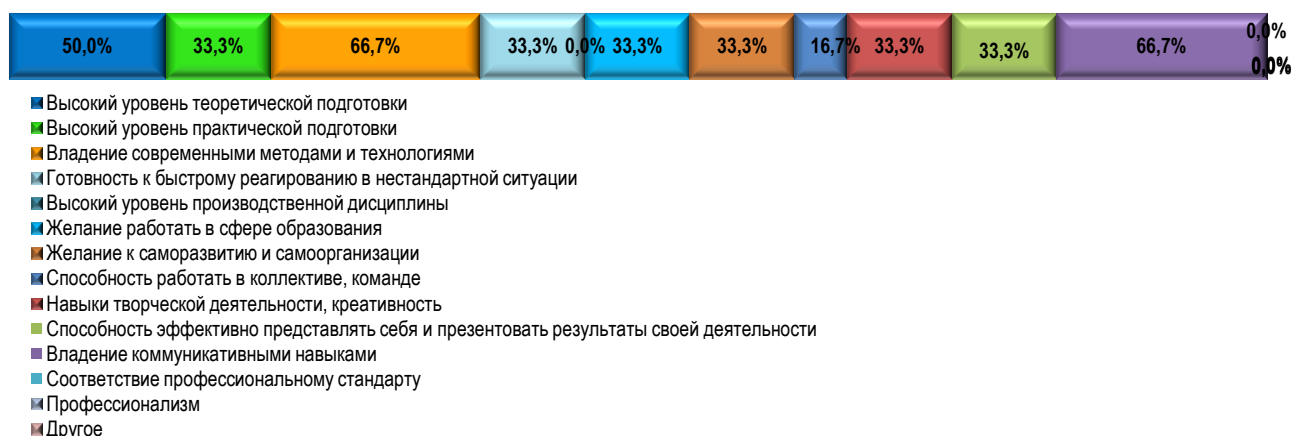 50,0% 33,3% 66,7% 33,3% 0,0% 33,3% 33,3% 16,7% 33,3% 33,3% 66,7% 0,0%
0,0%
Высокий уровень теоретической подготовки
Высокий уровень практической подготовки
Владение современными методами и технологиями
Готовность к быстрому реагированию в нестандартной ситуации
Высокий уровень производственной дисциплины
Желание работать в сфере образования
Желание к саморазвитию и самоорганизации
Способность работать в коллективе, команде
Навыки творческой деятельности, креативность
Способность эффективно представлять себя и презентовать результаты своей деятельности
Владение коммуникативными навыками
Соответствие профессиональному стандарту
Профессионализм
Другое